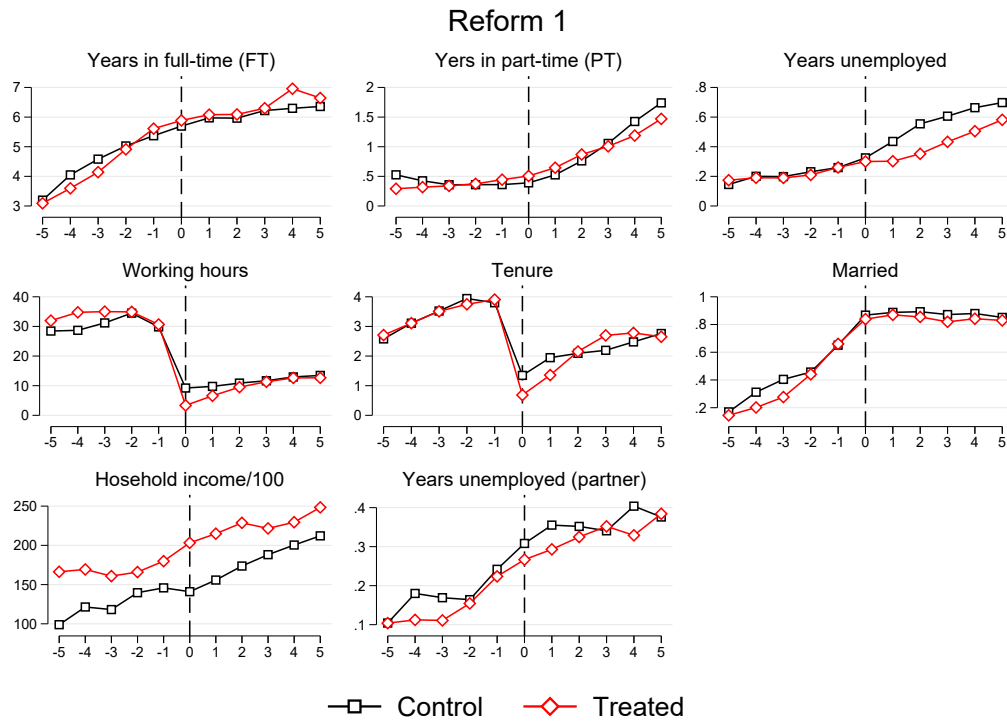 Reform 1
Years in full-time (FT)
7
6
5
4
3
-5 -4 -3 -2 -1 0 1 2 3 4 5
Yers in part-time (PT)
2
1.5
1
.5
0
-5 -4 -3 -2 -1 0 1 2 3 4 5
Years unemployed
.8
.6
.4
.2
0
-5 -4 -3 -2 -1 0 1 2 3 4 5
Working hours
40
30
20
10
0
-5 -4 -3 -2 -1 0 1 2 3 4 5
Tenure
4
3
2
1
0
-5 -4 -3 -2 -1 0 1 2 3 4 5
Married
1
.8
.6
.4
.2
-5 -4 -3 -2 -1 0 1 2 3 4 5
Hosehold income/100
250
200
150
100
-5 -4 -3 -2 -1 0 1 2 3 4 5
Years unemployed (partner)
.4
.3
.2
.1
-5 -4 -3 -2 -1 0 1 2 3 4 5
Control Treated